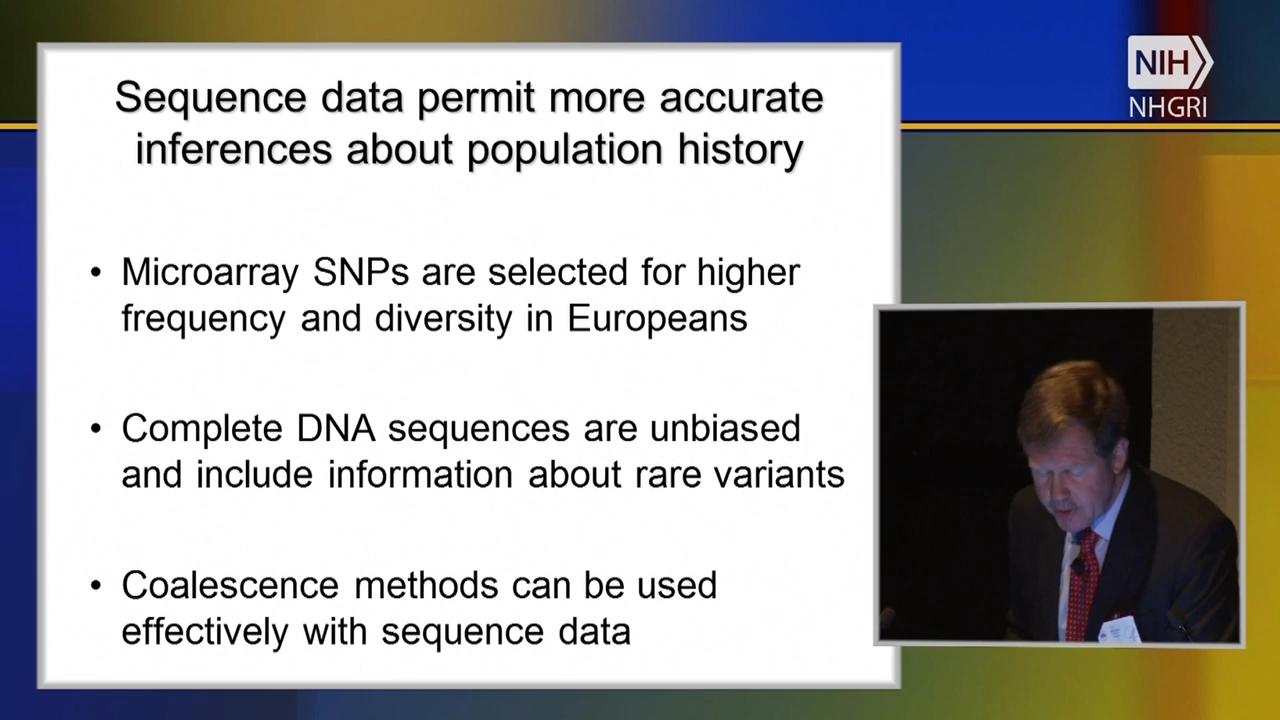 Sequence data permit more accurate
inferences about population history
• Microarray SNPs are selected for higher
frequency and diversity in Europeans
• Complete DNA sequences are unbiased
and include information about rare variants
• Coalescence methods can be used
effectively with sequence data
NIH
NHGRI